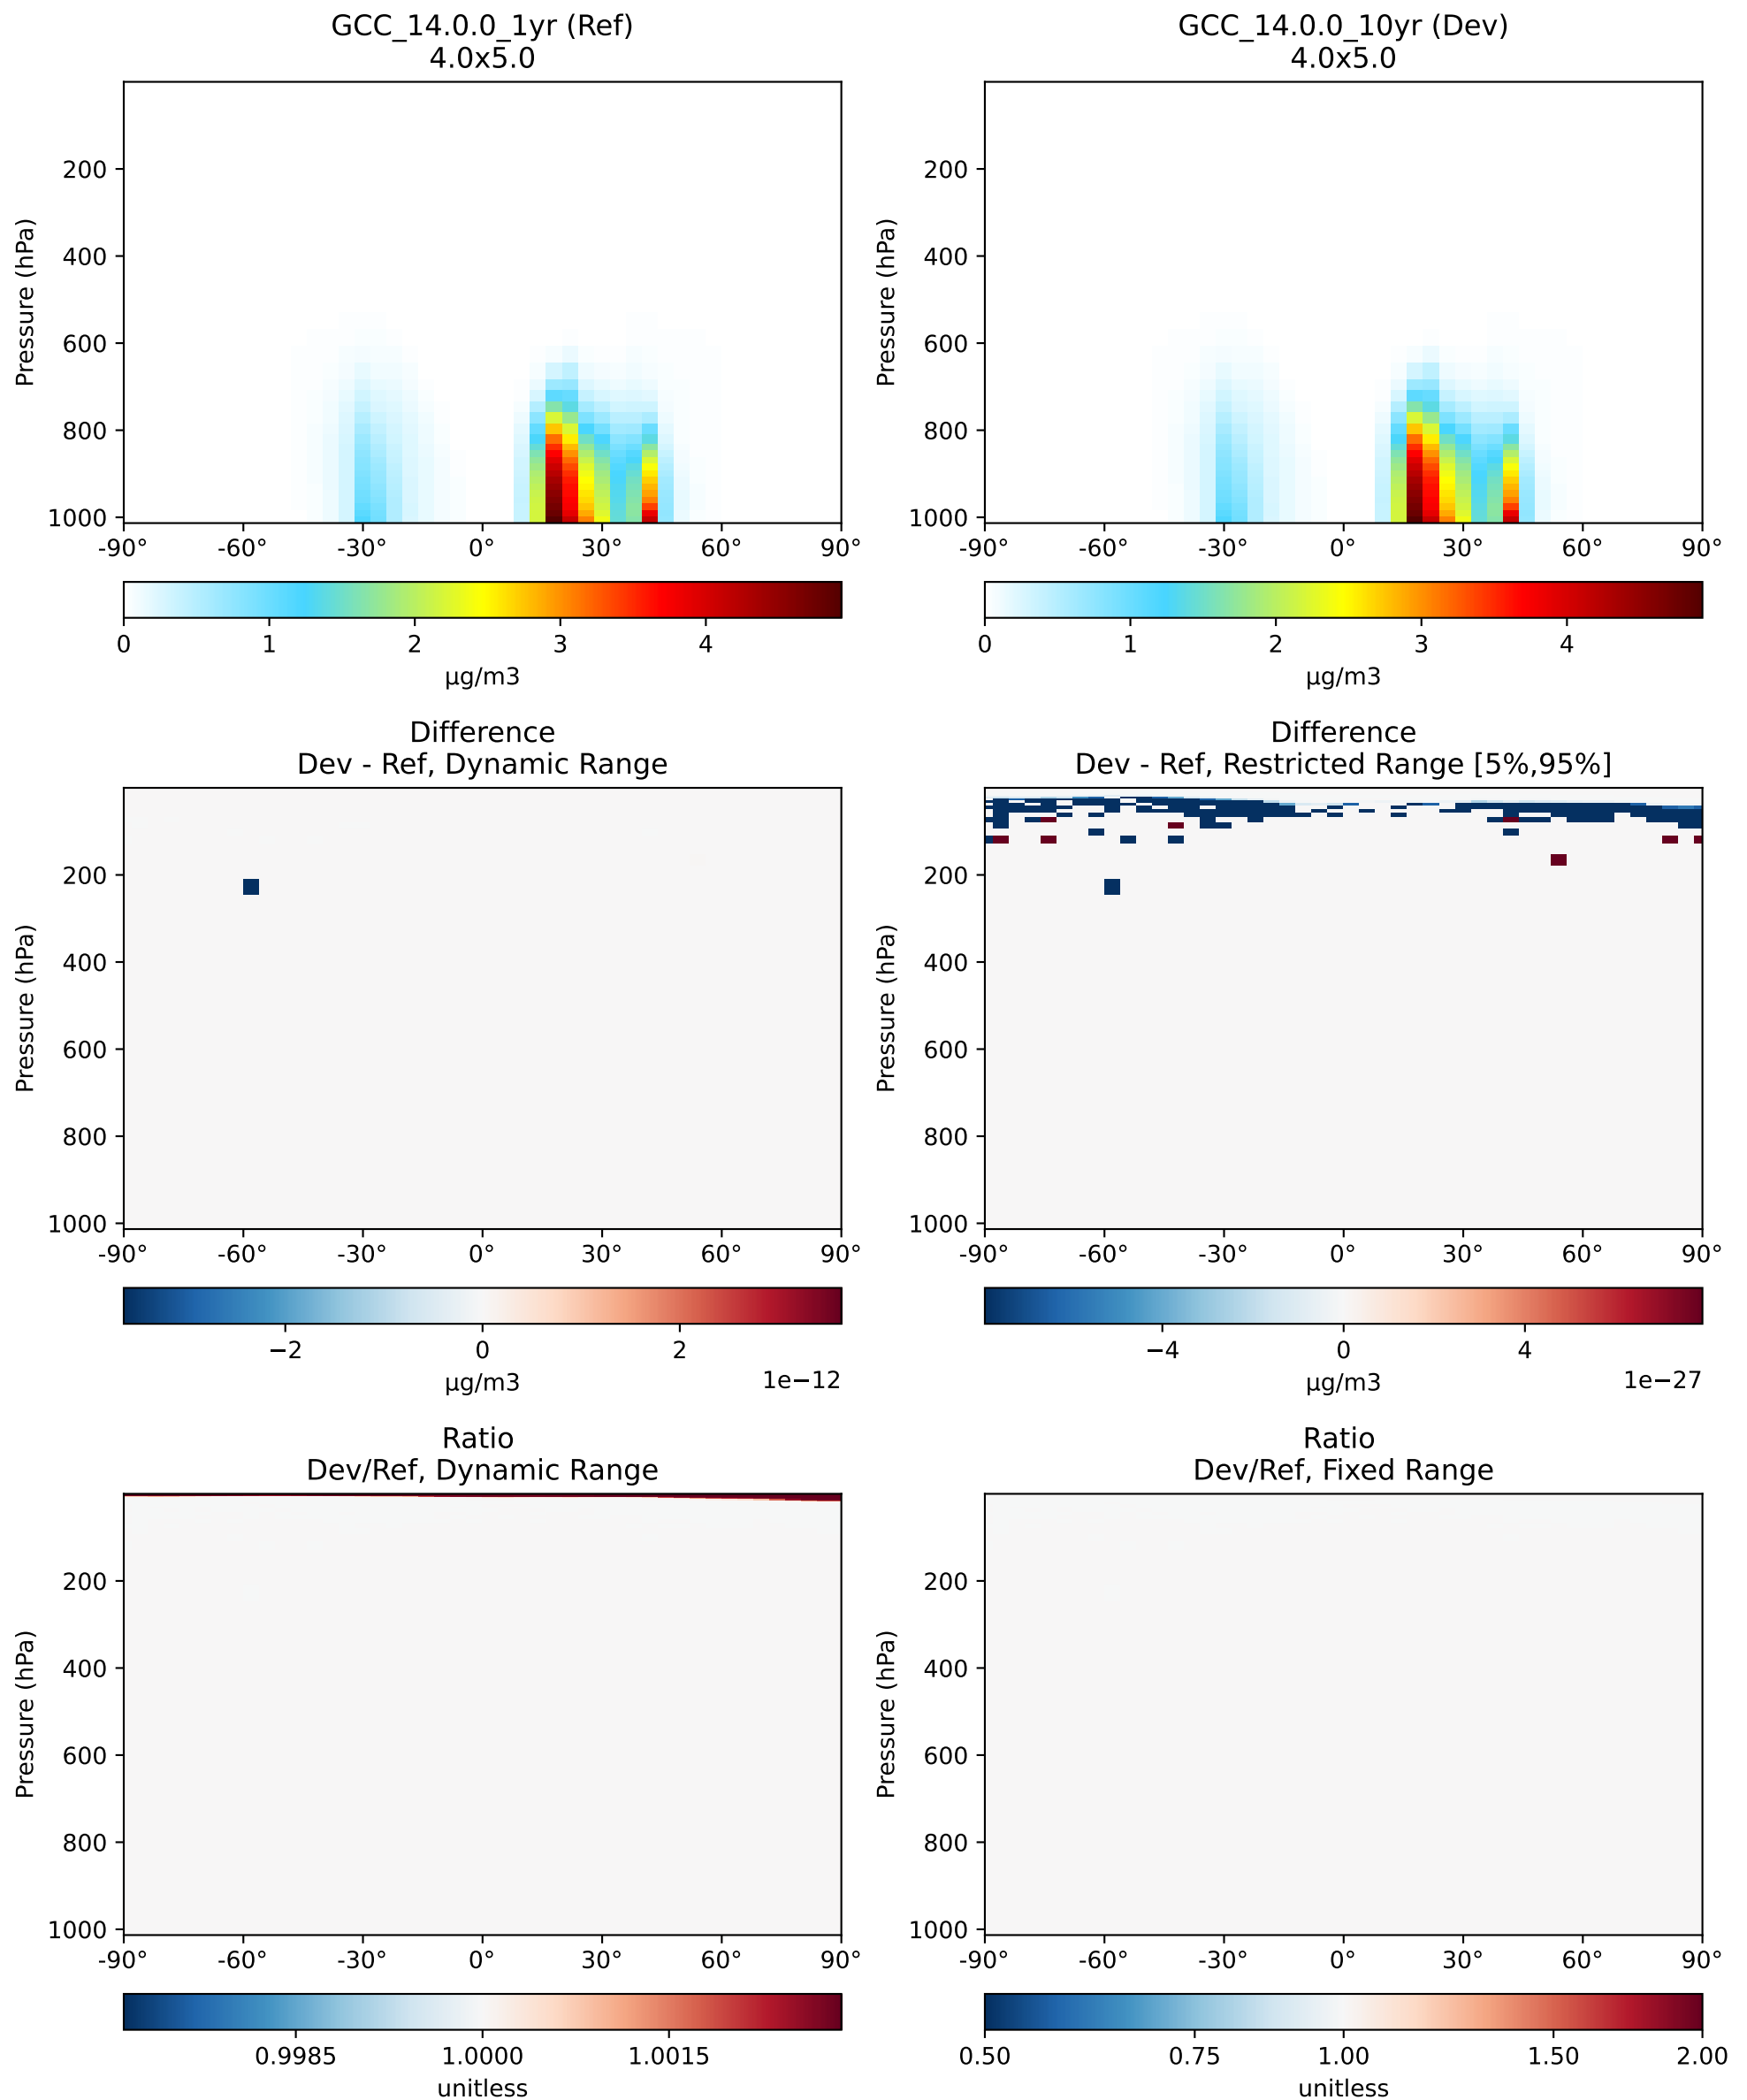 GCC_14.0.0_1yr (Ref)
4.0x5.0
GCC_14.0.0_10yr (Dev)
4.0x5.0
Pressure (hPa)
200
400
600
800
1000
-90° -60° -30° 0° 30° 60° 90°
0 1 2 3 4
μg/m3
Pressure (hPa)
200
400
600
800
1000
-90° -60° -30° 0° 30° 60° 90°
0 1 2 3 4
μg/m3
Difference
Dev - Ref, Dynamic Range
Pressure (hPa)
200
400
600
800
1000
-90° -60° -30° 0° 30° 60° 90°
−2 0 2
μg/m3 1e−12
Difference
Dev - Ref, Restricted Range [5%,95%]
Pressure (hPa)
200
400
600
800
1000
-90° -60° -30° 0° 30° 60° 90°
−4 0 4
μg/m3 1e−27
Ratio
Dev/Ref, Dynamic Range
Pressure (hPa)
200
400
600
800
1000
-90° -60° -30° 0° 30° 60° 90°
0.9985 1.0000 1.0015
unitless
Ratio
Dev/Ref, Fixed Range
Pressure (hPa)
200
400
600
800
1000
-90° -60° -30° 0° 30° 60° 90°
0.50 0.75 1.00 1.50 2.00
unitless